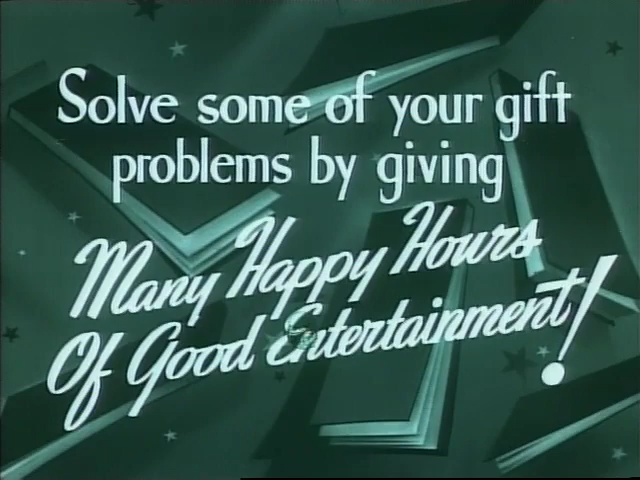 Solve some of your gift
problems by giving
Many Happy Hours
Of Good Entertainment!